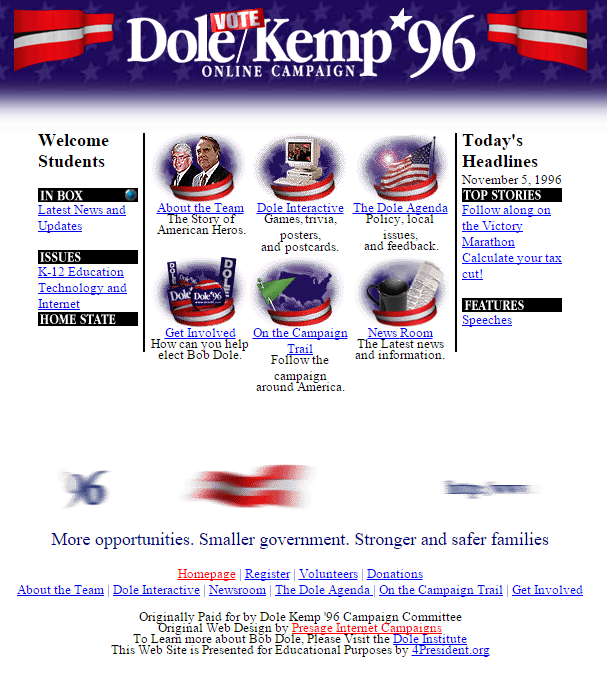 VOTE
Dole/Kemp '96
ONLINE CAMPAIGN
Welcome
Students
IN BOX
Latest News and
Updates
ISSUES
K-12 Education
Technology and
Internet
HOME STATE
About the Team
The Story of
American Heros.
Dole Interactive
Games, trivia,
posters,
and postcards.
The Dole Agenda
Policy, local
issues,
and feedback.
DOLE
DOLE
Dole
Dole'96
Get Involved
How can you help
elect Bob Dole.
On the Campaign
Trail
Follow the
campaign
around America.
News Room
The Latest news
and information.
Today's
Headlines
November 5, 1996
TOP STORIES
Follow along on
the Victory
Marathon
Calculate your tax
cut!
FEATURES
Speeches
96
More opportunities. Smaller government. Stronger and safer families
Homepage | Register | Volunteers | Donations
About the Team | Dole Interactive | Newsroom | The Dole Agenda | On the Campaign Trail | Get Involved
Originally Paid for by Dole Kemp '96 Campaign Committee
Original Web Design by Presage Internet Campaigns
To Learn more about Bob Dole, Please Visit the Dole Institute
This Web Site is Presented for Educational Purposes by 4President.org